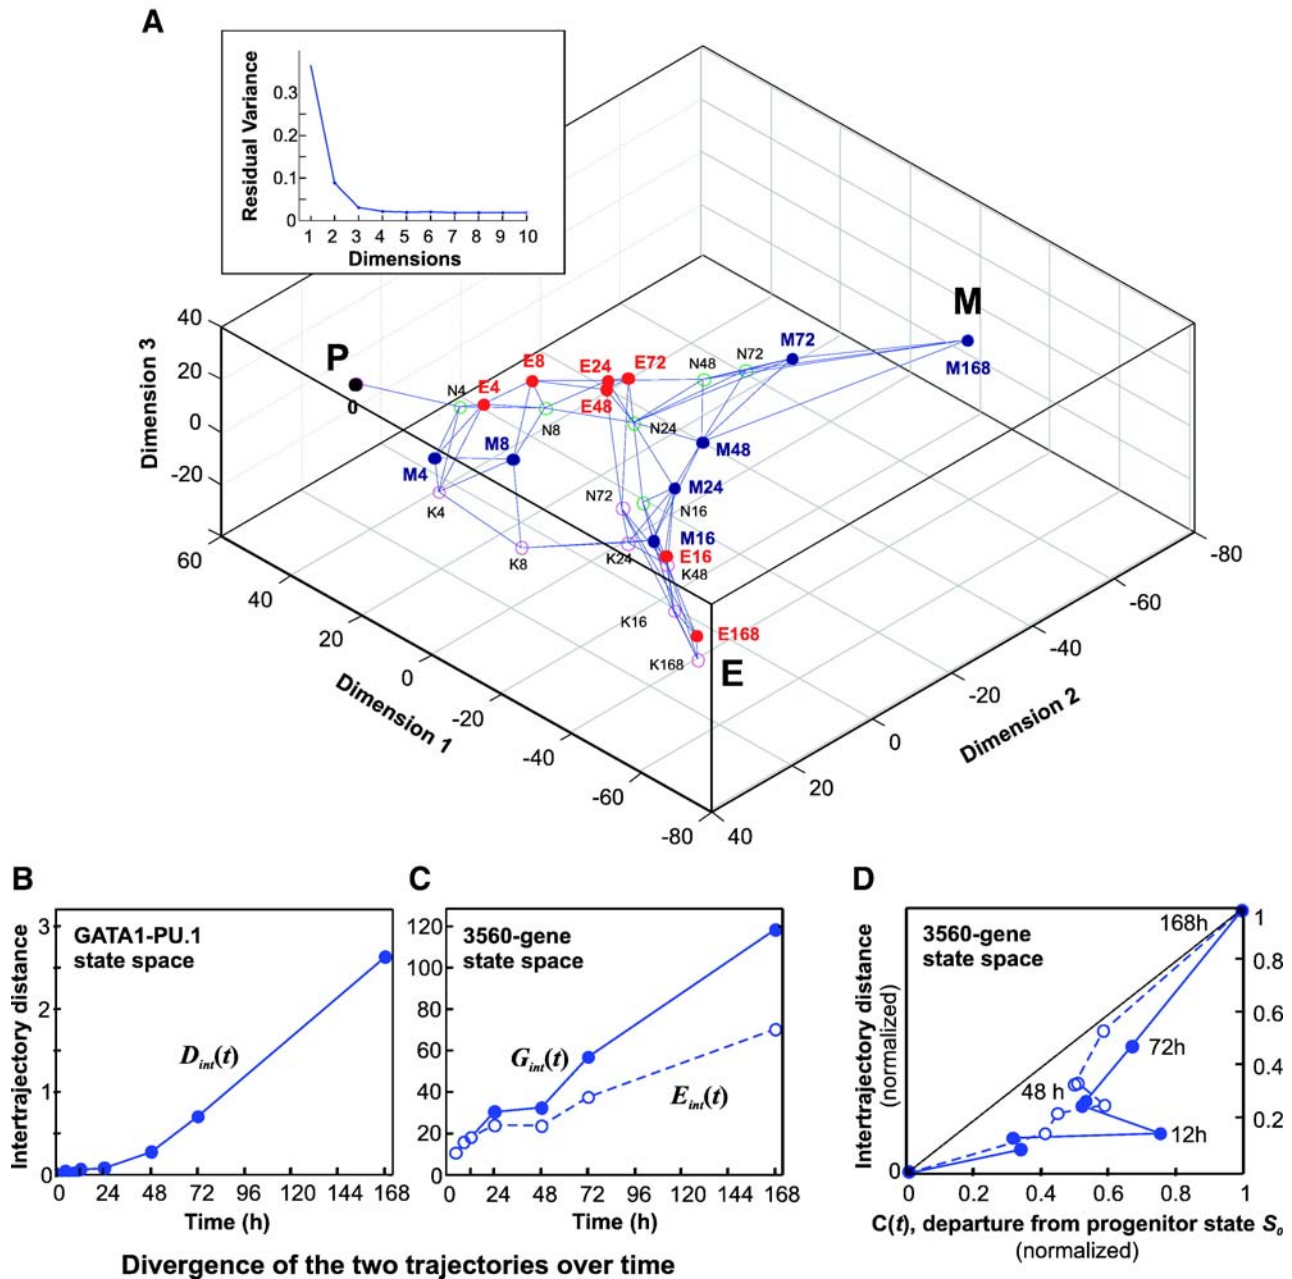 A
Residual Variance
0.3
0.2
0.1
0
1 2 3 4 5 6 7 8 9 10
Dimensions
Dimension 3
40
20
0
-20
60
40
20
0
-20
-40
-60
-80
Dimension 1
40
20
0
-20
-40
-60
-80
Dimension 2
P
0
M
E
N4
E4
E8
N8
E24
E72
E48
N48
N72
M72
M168
M4
M8
K4
K8
N24
M48
M24
N72
N16
M16
K24
E16
K48
K16
E168
K168
B
Intertrajectory distance
3
2
1
0
GATA1-PU.1
state space
Dint(t)
0 24 48 72 96 120 144 168
Time (h)
C
120
100
80
60
40
20
0
3560-gene
state space
Gint(t)
Eint(t)
0 24 48 72 96 120 144 168
Time (h)
D
Intertrajectory distance
(normalized)
3560-gene
state space
168h
72h
48 h
12h
1
0.8
0.6
0.4
0.2
0
0 0.2 0.4 0.6 0.8 1
C(t), departure from progenitor state S0
(normalized)
Divergence of the two trajectories over time